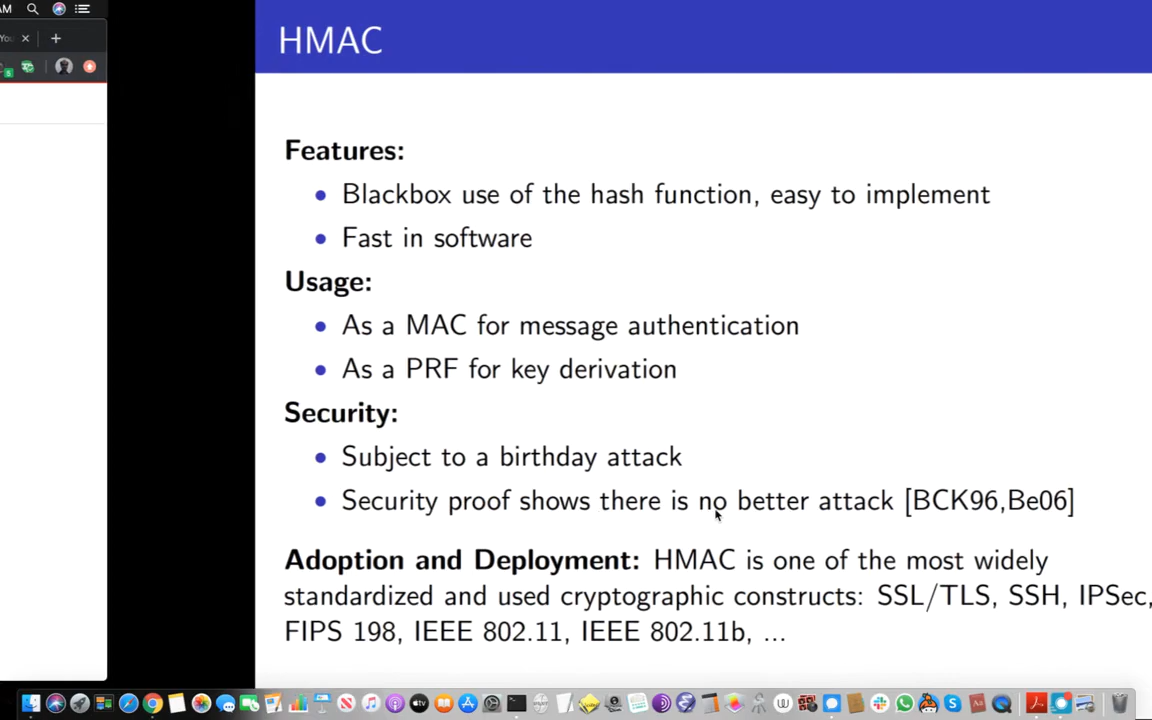 AM
HMAC
Features:
• Blackbox use of the hash function, easy to implement
• Fast in software
Usage:
• As a MAC for message authentication
• As a PRF for key derivation
Security:
• Subject to a birthday attack
• Security proof shows there is no better attack [BCK96,Be06]
Adoption and Deployment: HMAC is one of the most widely
standardized and used cryptographic constructs: SSL/TLS, SSH, IPSec,
FIPS 198, IEEE 802.11, IEEE 802.11b, ...